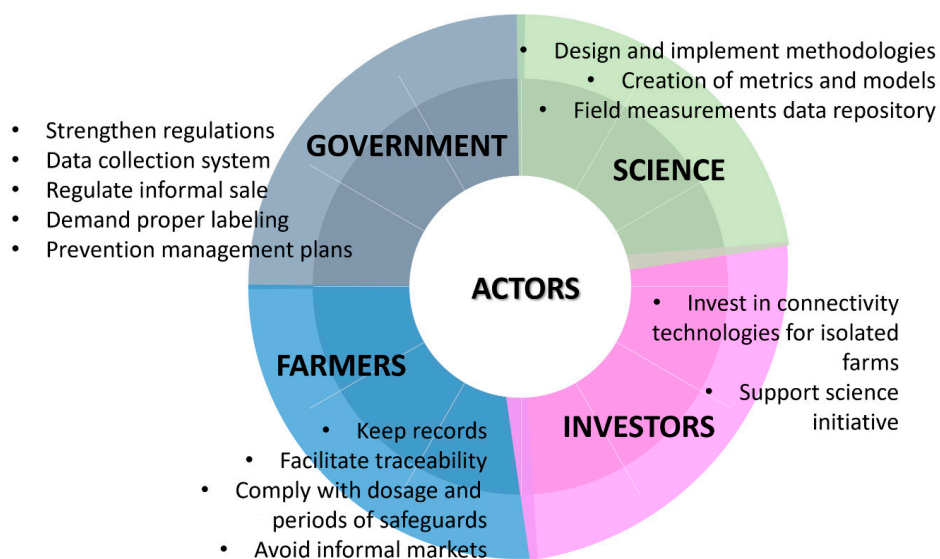 GOVERNMENT
• Strengthen regulations
• Data collection system
• Regulate informal sale
• Demand proper labeling
• Prevention management plans
• Design and implement methodologies
• Creation of metrics and models
• Field measurements data repository
SCIENCE
ACTORS
FARMERS
• Keep records
• Facilitate traceability
• Comply with dosage and
periods of safeguards
• Avoid informal markets
• Invest in connectivity
technologies for isolated
farms
• Support science
initiative
INVESTORS